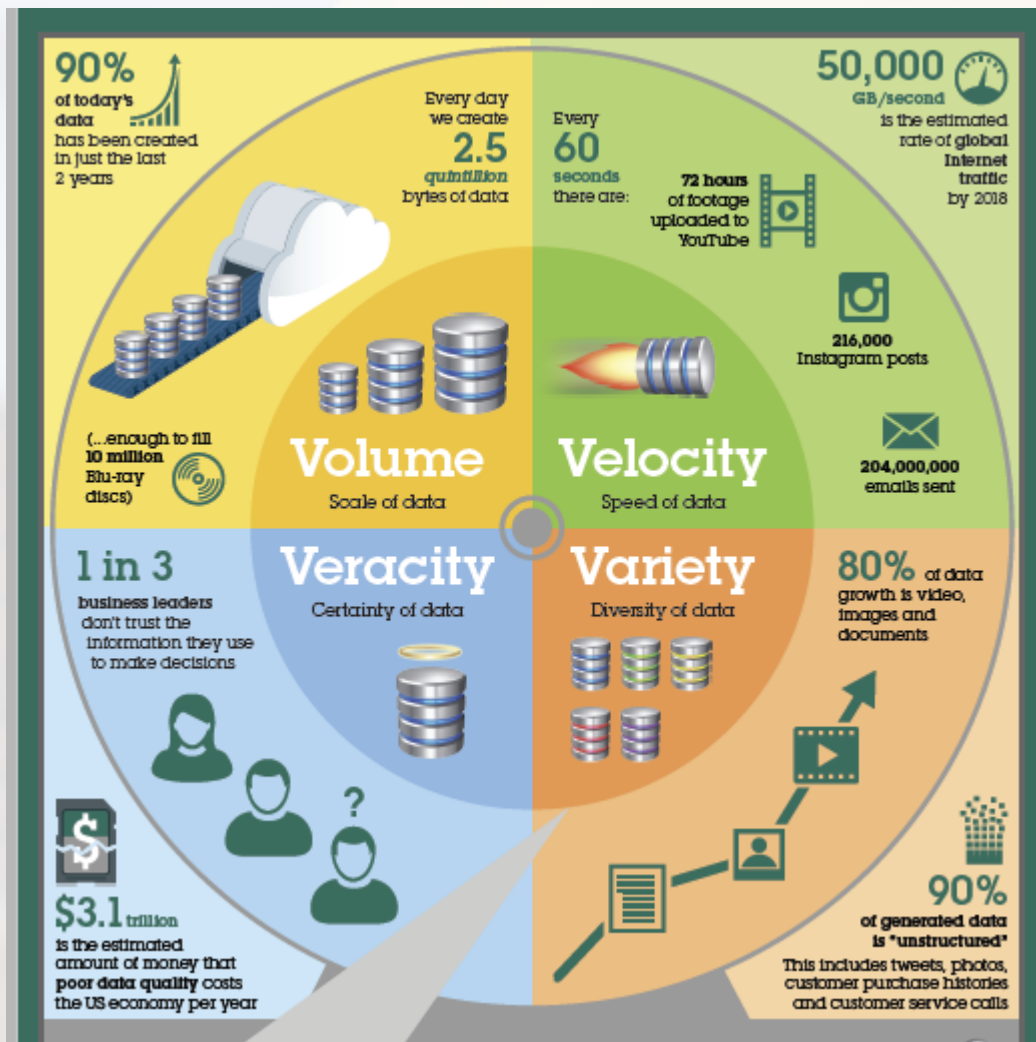 90%
of today's
data
has been created
in just the last
2 years
Every day
we create
2.5
quintillion
bytes of data
(...enough to fill
10 million
Blu-ray
discs)
Volume
Scale of data
Every
60
seconds
there are:
72 hours
of footage
uploaded to
YouTube
50,000
GB/second
is the estimated
rate of global
Internet
traffic
by 2018
216,000
Instagram posts
204,000,000
emails sent
Velocity
Speed of data
Veracity
Certainty of data
1 in 3
business leaders
don't trust the
information they use
to make decisions
?
$
$3.1 trillion
is the estimated
amount of money that
poor data quality costs
the US economy per year
Variety
Diversity of data
80% of data
growth is video,
images and
documents
90%
of generated data
is "unstructured"
This includes tweets, photos,
customer purchase histories
and customer service calls